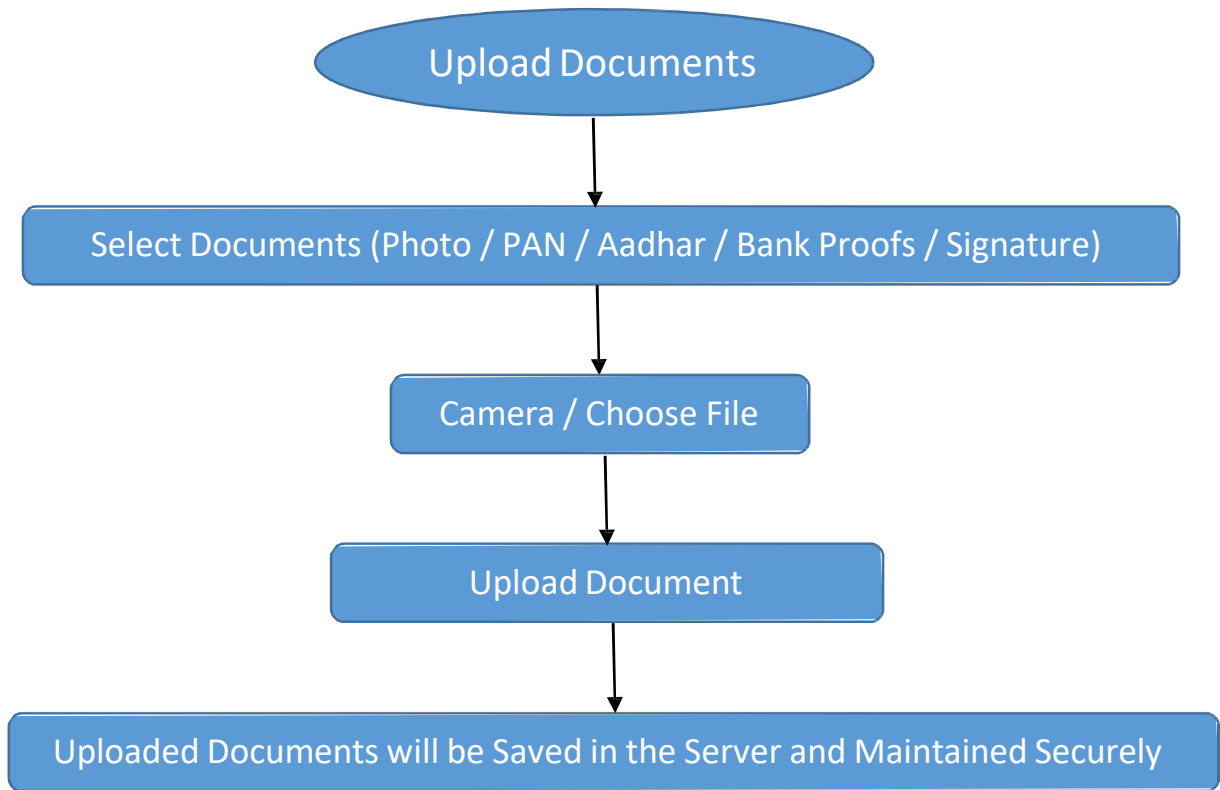 Upload Documents
Select Documents (Photo / PAN / Aadhar / Bank Proofs / Signature)
Camera / Choose File
Upload Document
Uploaded Documents will be Saved in the Server and Maintained Securely